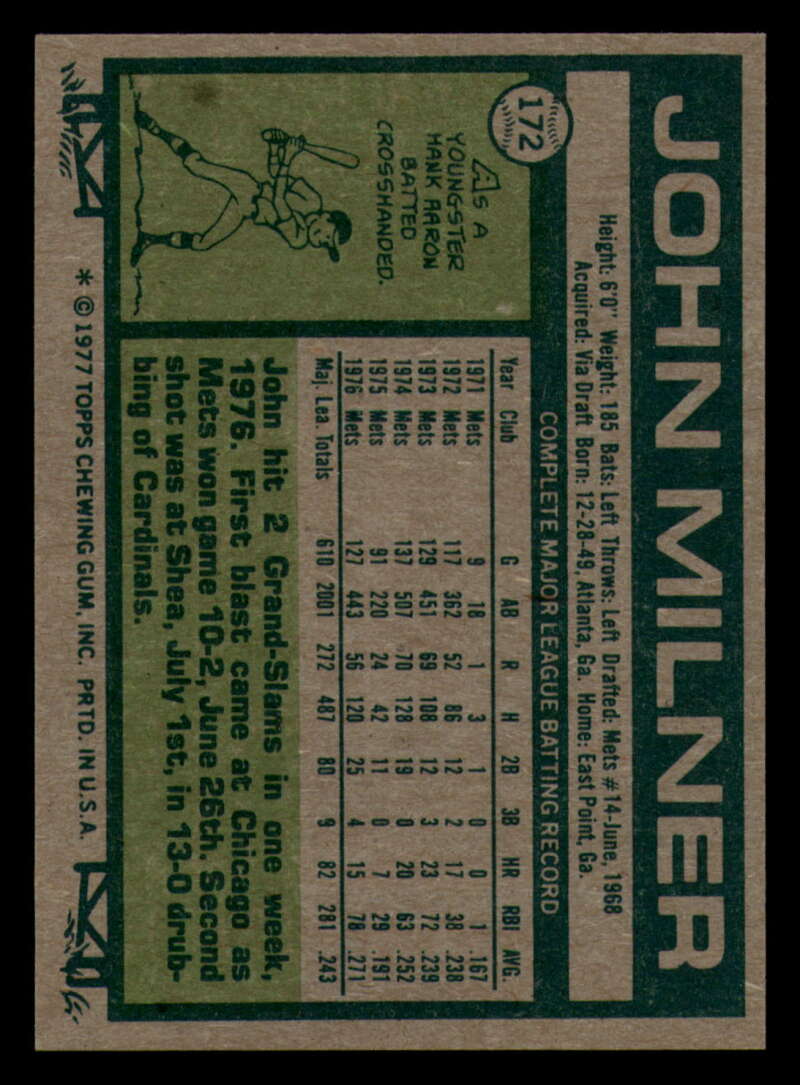 JOHN MILNER
172
Height: 6'0" Weight: 185 Bats: Left Throws: Left Drafted: Mets #14-June, 1968
Acquired: Via Draft Born: 12-28-49, Atlanta, Ga. Home: East Point, Ga.
COMPLETE MAJOR LEAGUE BATTING RECORD
Year Club G AB R H 2B 3B HR RBI AVG.
1971 Mets 9 18 1 3 1 0 0 1 .167
1972 Mets 117 362 52 86 12 2 17 38 .238
1973 Mets 129 451 69 108 12 3 23 72 .239
1974 Mets 137 507 70 128 19 0 20 63 .252
1975 Mets 91 220 24 42 11 0 7 29 .191
1976 Mets 127 443 56 120 25 4 15 78 .271
Maj. Lea. Totals 610 2001 272 487 80 9 82 281 .243
AS A
YOUNGSTER
HANK AARON
BATTED
CROSSHANDED.
John hit 2 Grand-Slams in one week,
1976. First blast came at Chicago as
Mets won game 10-2, June 26th. Second
shot was at Shea, July 1st, in 13-0 drub-
bing of Cardinals.
* © 1977 TOPPS CHEWING GUM, INC. PRTD. IN U.S.A.